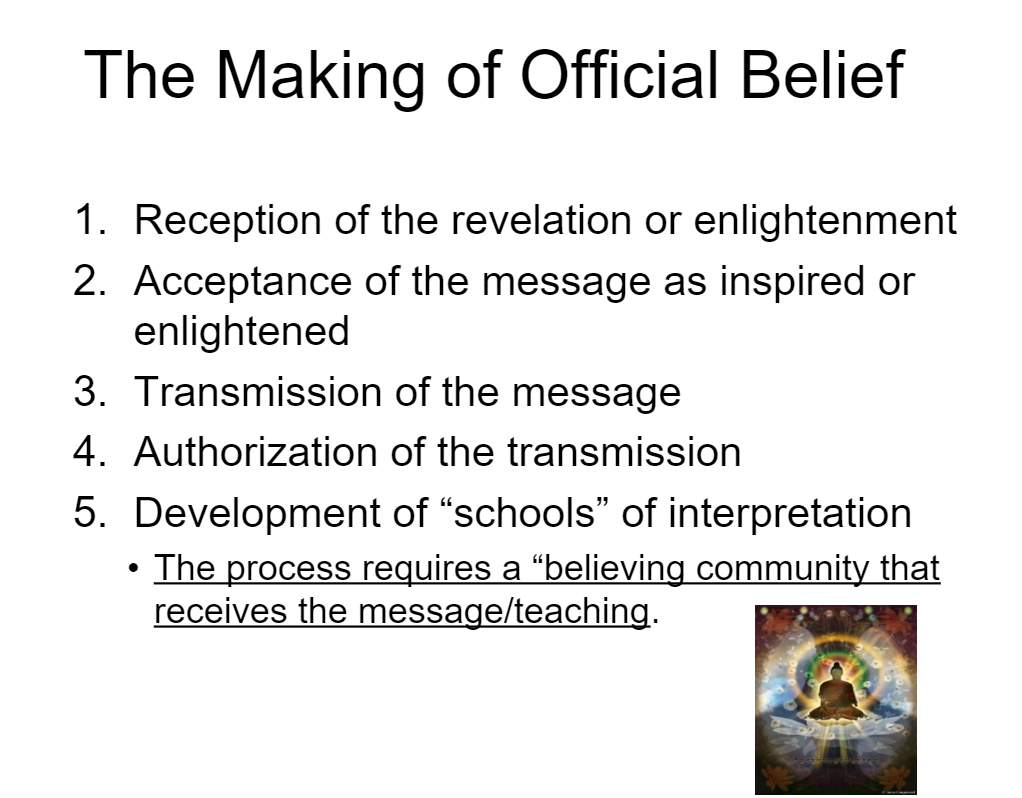 The Making of Official Belief
1. Reception of the revelation or enlightenment
2. Acceptance of the message as inspired or
enlightened
3. Transmission of the message
4. Authorization of the transmission
5. Development of “schools” of interpretation
• The process requires a “believing community that
receives the message/teaching.